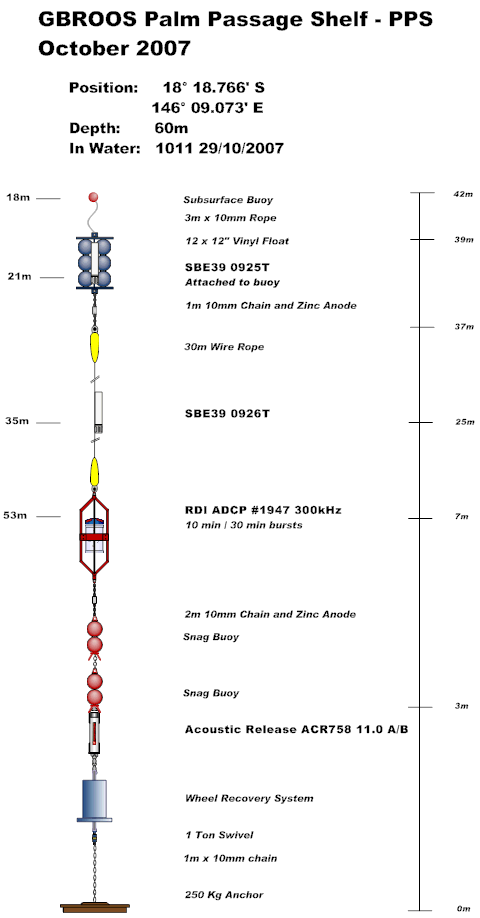 GBROOS Palm Passage Shelf - PPS
October 2007
Position: 18° 18.766' S
146° 09.073' E
Depth: 60m
In Water: 1011 29/10/2007
18m
Subsurface Buoy
42m
3m x 10mm Rope
12 x 12" Vinyl Float
39m
SBE39 0925T
21m
Attached to buoy
1m 10mm Chain and Zinc Anode
37m
30m Wire Rope
SBE39 0926T
35m
25m
RDI ADCP #1947 300kHz
53m
7m
10 min / 30 min bursts
2m 10mm Chain and Zinc Anode
Snag Buoy
Snag Buoy
3m
Acoustic Release ACR758 11.0 A/B
Wheel Recovery System
1 Ton Swivel
1m x 10mm chain
250 Kg Anchor
0m